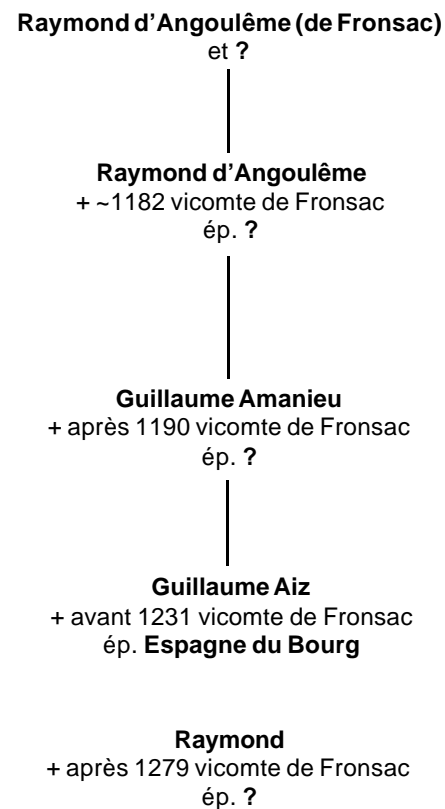 Raymond d’Angoulême (de Fronsac)
et ?
Raymond d’Angoulême
+ ~1182 vicomte de Fronsac
ép. ?
Guillaume Amanieu
+ après 1190 vicomte de Fronsac
ép. ?
Guillaume Aiz
+ avant 1231 vicomte de Fronsac
ép. Espagne du Bourg
Raymond
+ après 1279 vicomte de Fronsac
ép. ?